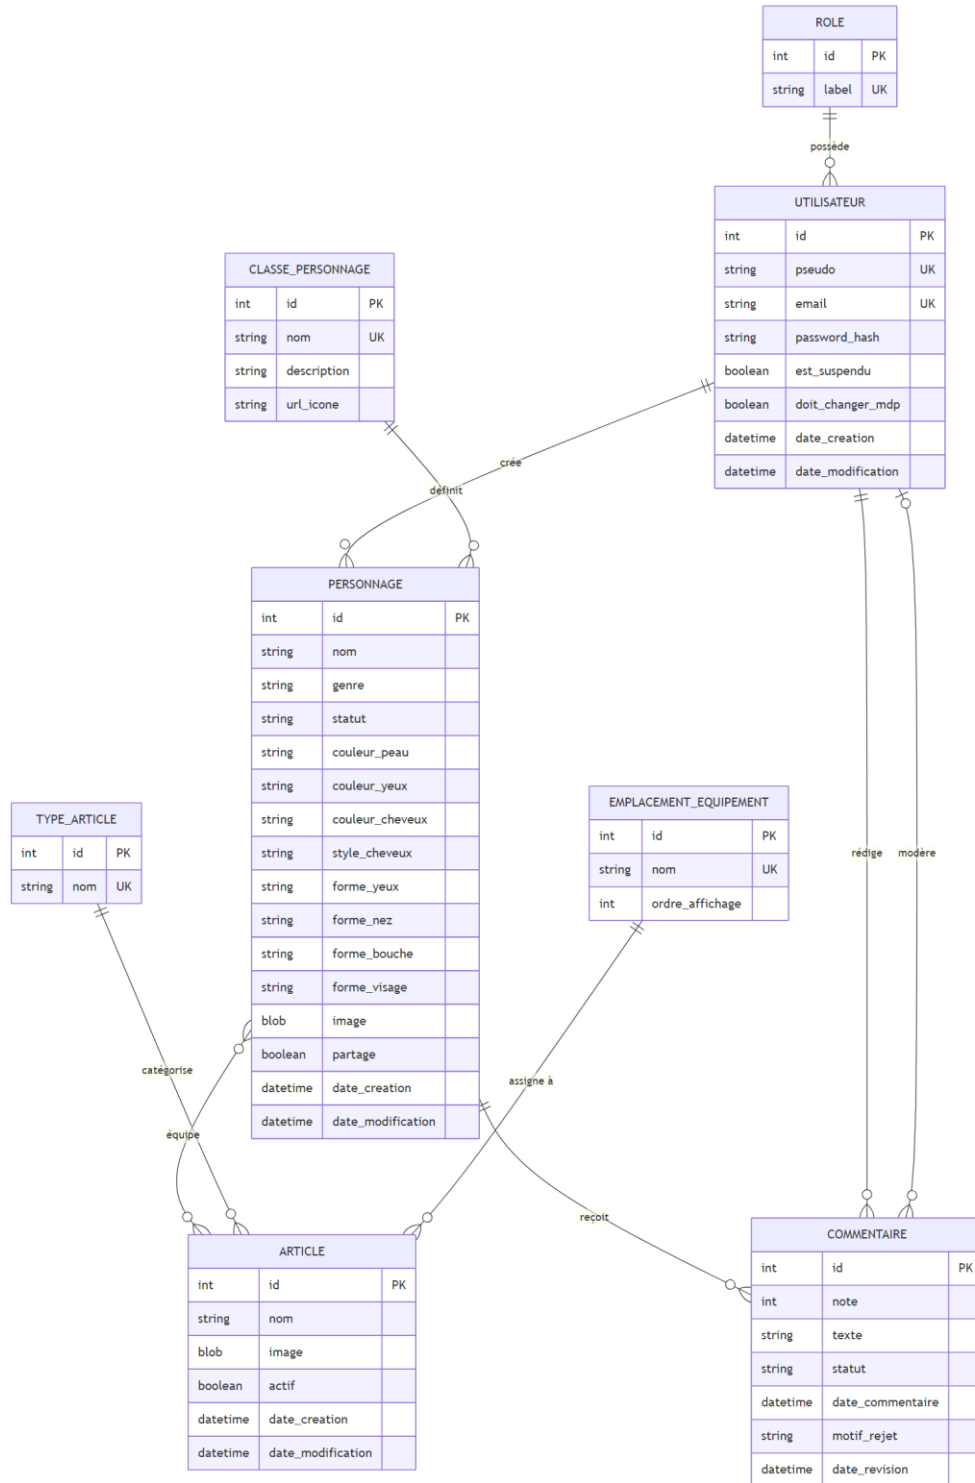 ROLE
int id PK
string label UK
possède
UTILISATEUR
int id PK
string pseudo UK
string email UK
string password_hash
boolean est_suspendu
boolean doit_changer_mdp
datetime date_creation
datetime date_modification
CLASSE_PERSONNAGE
int id PK
string nom UK
string description
string url_icone
crée
définit
PERSONNAGE
int id PK
string nom
string genre
string statut
string couleur_peau
string couleur_yeux
string couleur_cheveux
string style_cheveux
string forme_yeux
string forme_nez
string forme_bouche
string forme_visage
blob image
boolean partage
datetime date_creation
datetime date_modification
TYPE_ARTICLE
int id PK
string nom UK
EMPLACEMENT_EQUIPEMENT
int id PK
string nom UK
int ordre_affichage
rédige
modère
catégorise
assigne à
équipe
reçoit
ARTICLE
int id PK
string nom
blob image
boolean actif
datetime date_creation
datetime date_modification
COMMENTAIRE
int id PK
int note
string texte
string statut
datetime date_commentaire
string motif_rejet
datetime date_revision